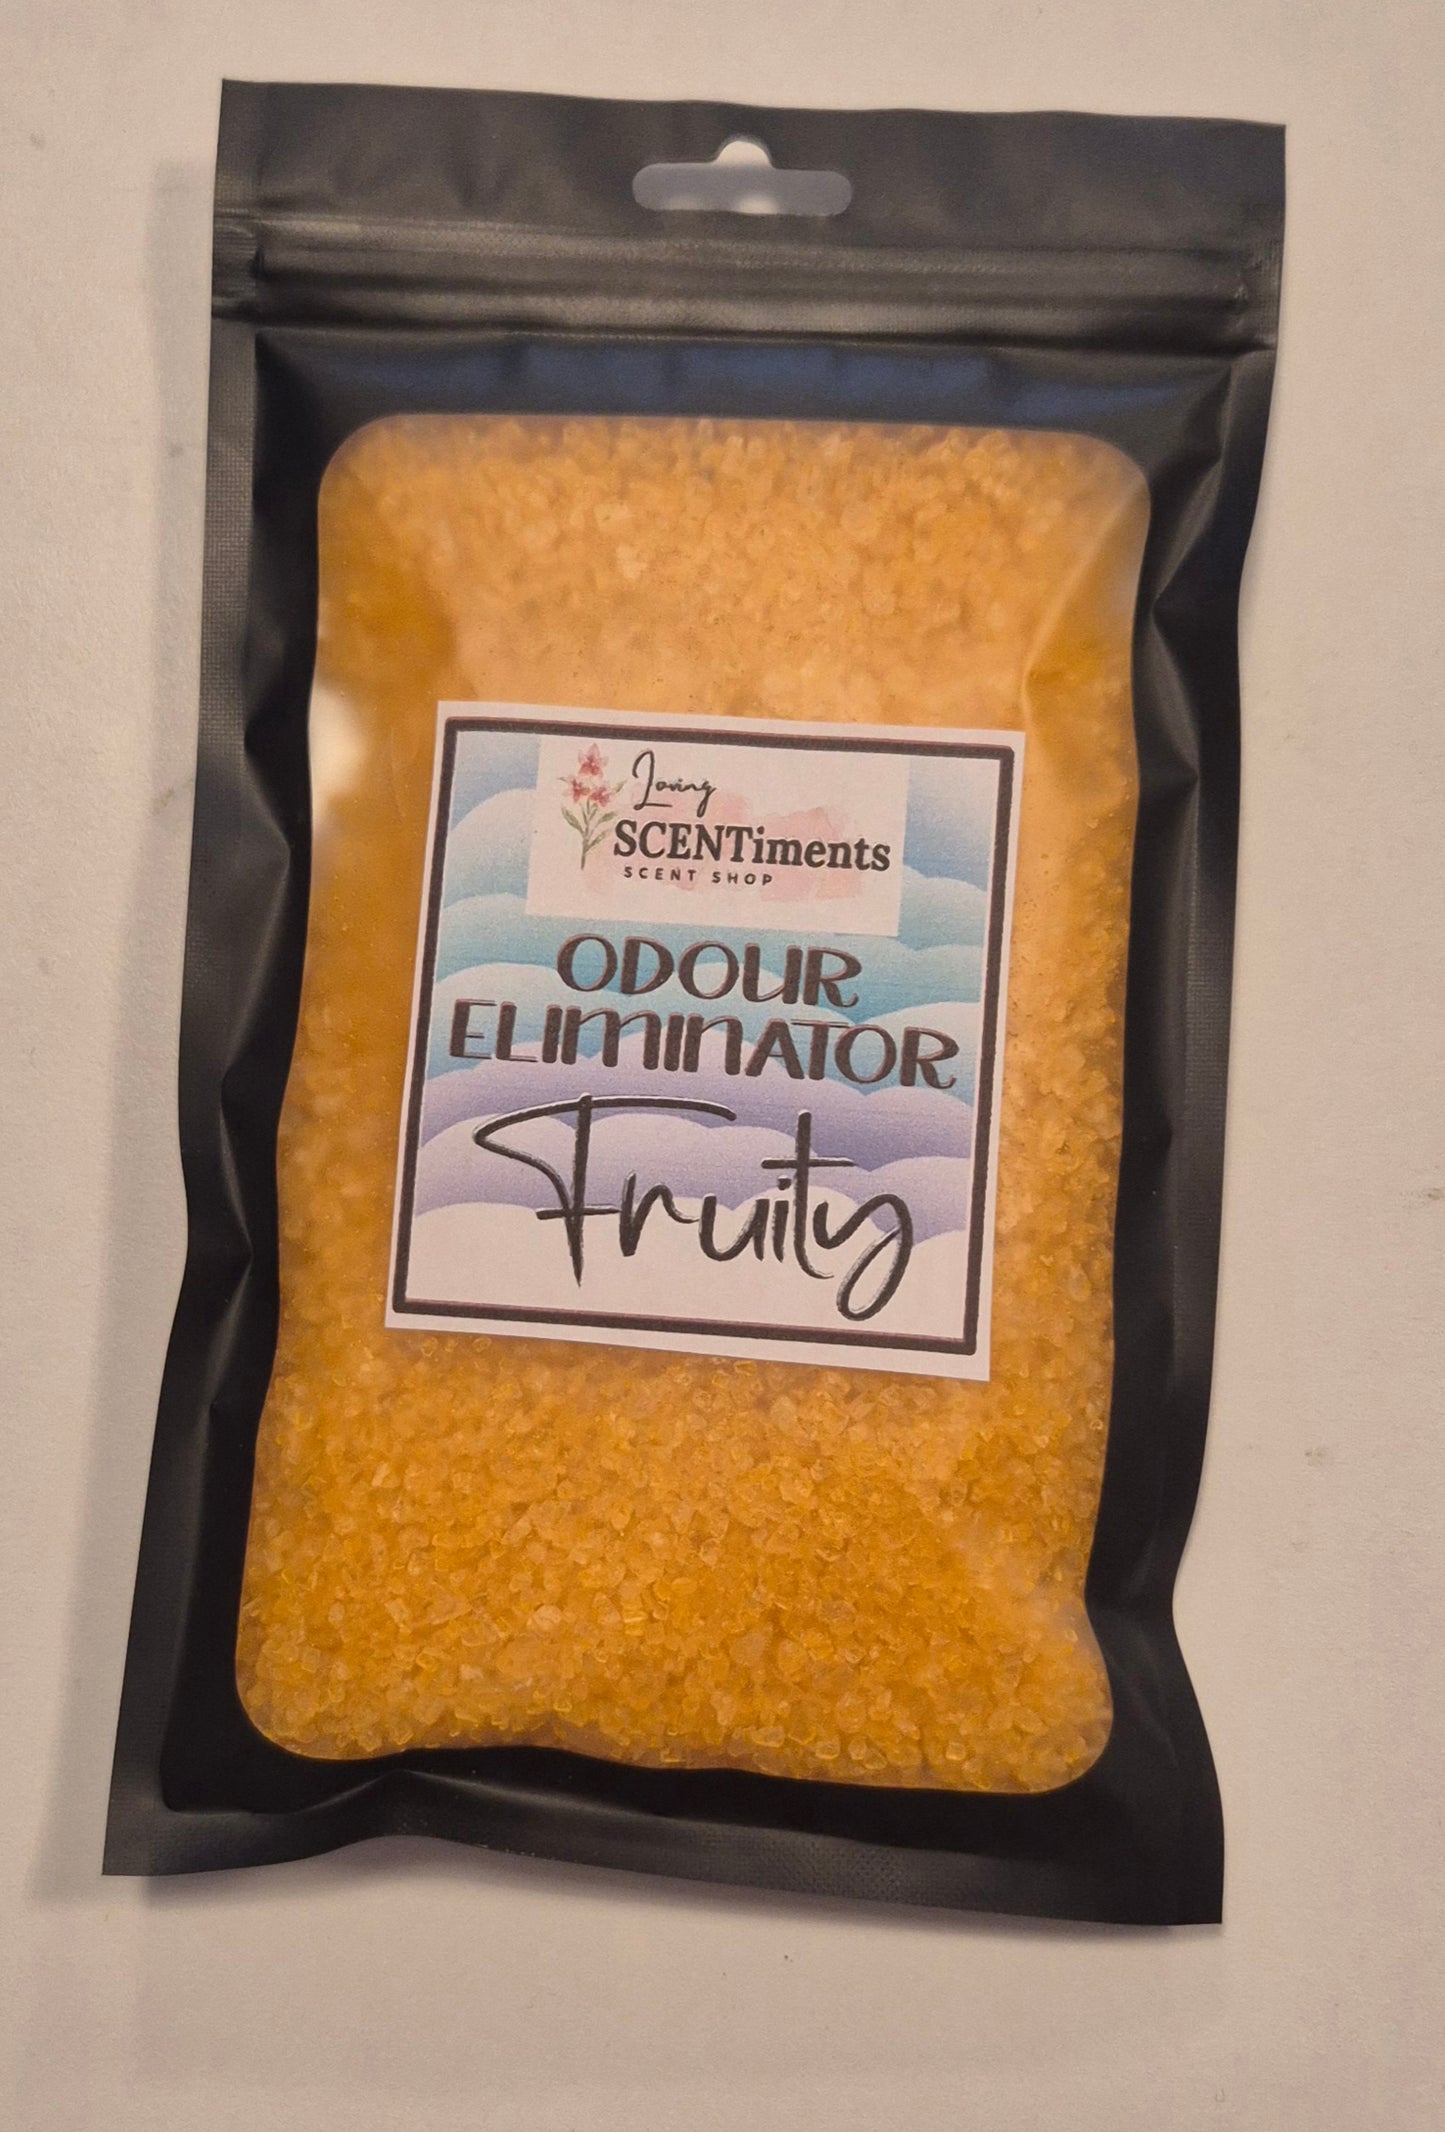 Loving
SCENTiments
SCENT SHOP
ODOUR
ELIMINATOR
Fruity